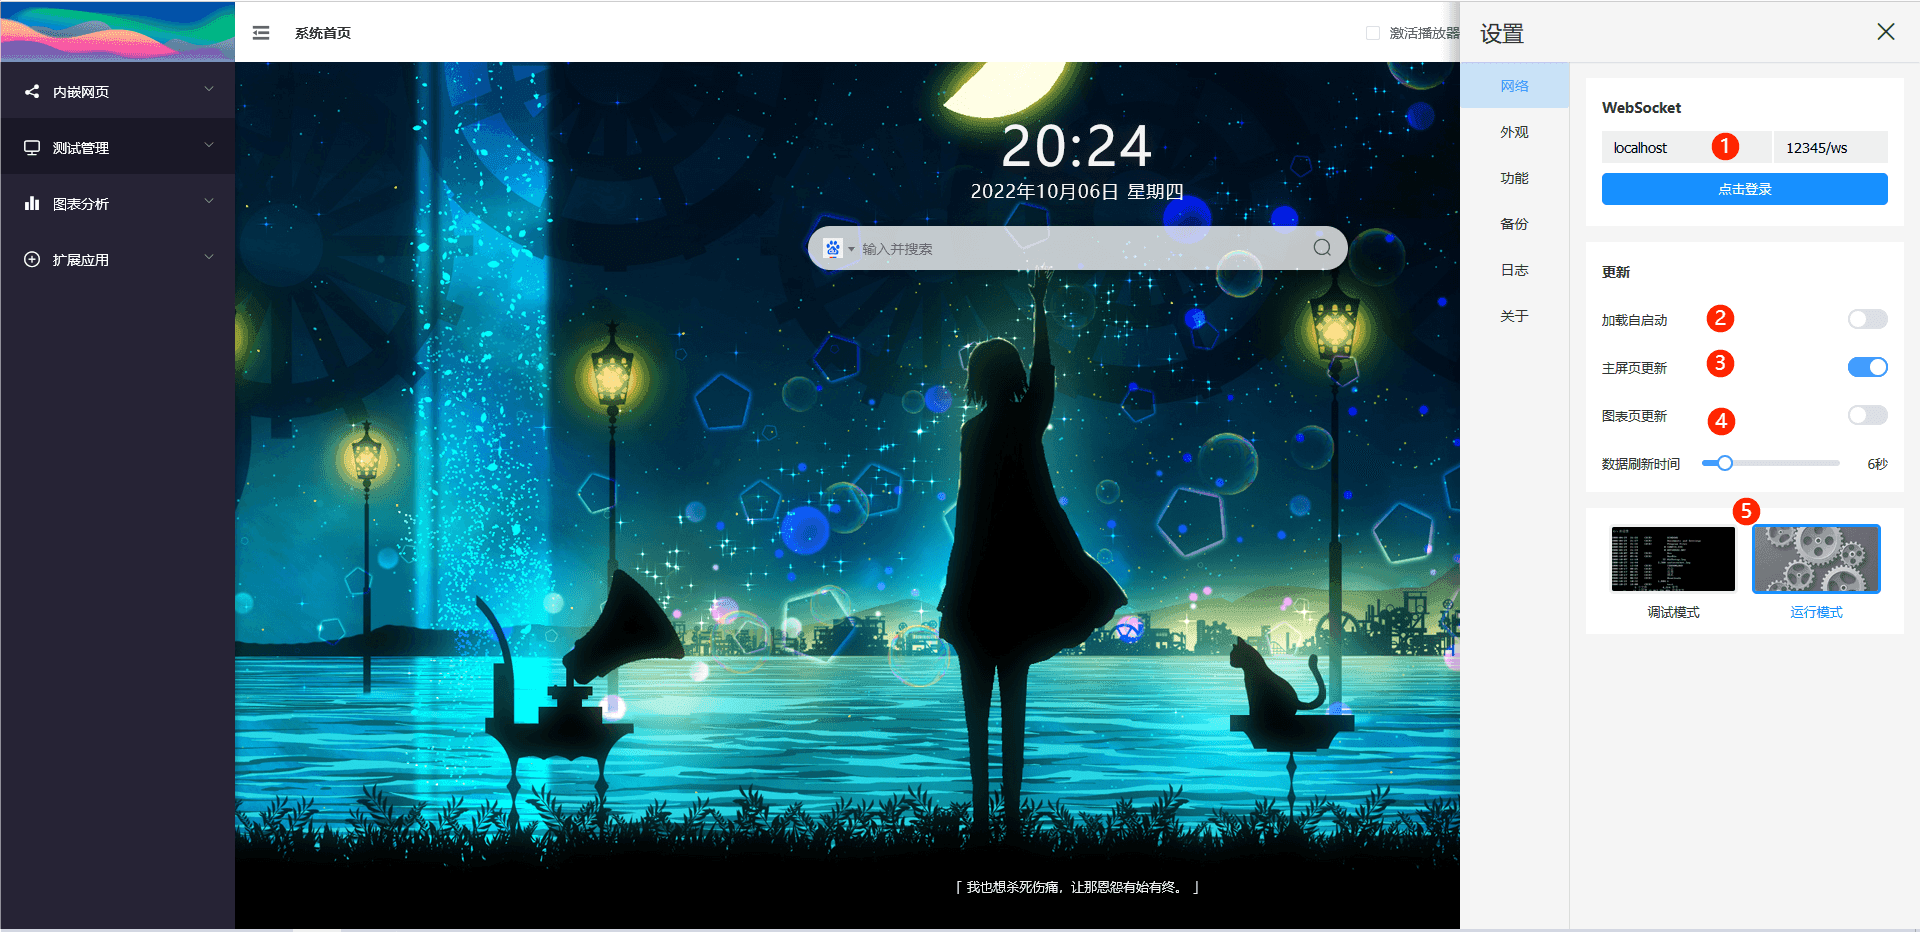 系统首页
激活播放器
内嵌网页
测试管理
图表分析
扩展应用
20:24
2022年10月06日 星期四
输入并搜索
「 我也想杀死伤痛，让那恩怨有始有终。 」
设置
网络
外观
功能
备份
日志
关于
WebSocket
localhost 1 12345/ws
点击登录
更新
加载自启动 2
主屏页更新 3
图表页更新 4
数据刷新时间 6秒
5
调试模式 运行模式